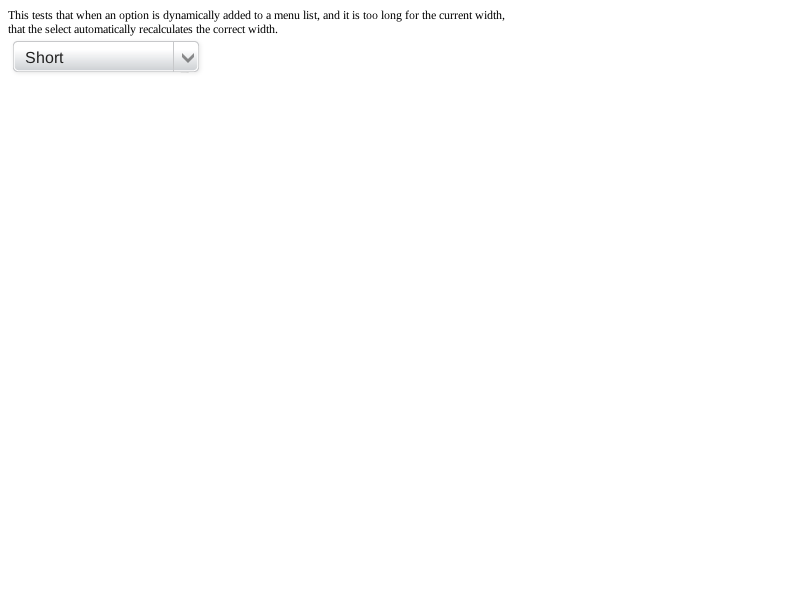 This tests that when an option is dynamically added to a menu list, and it is too long for the current width,
that the select automatically recalculates the correct width.
Short